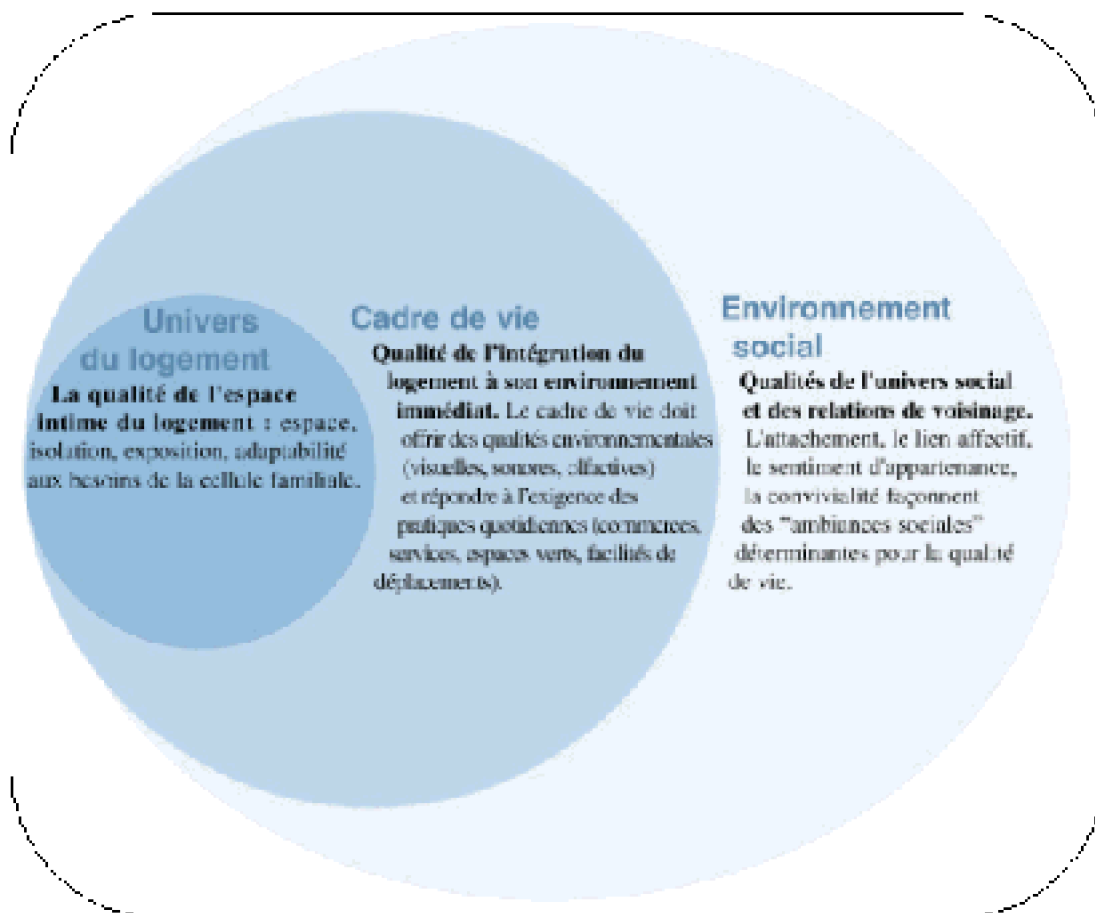 Univers
du logement
La qualité de l'espace
intime du logement : espace,
isolation, exposition, adaptabilité
aux besoins de la cellule familiale.
Cadre de vie
Qualité de l'intégration du
logement à son environnement
immédiat. Le cadre de vie doit
offrir des qualités environnementales
(visuelles, sonores, olfactives)
et répondre à l'exigence des
pratiques quotidiennes (commerces,
services, espaces verts, facilités de
déplacements).
Environnement
social
Qualités de l'univers social
et des relations de voisinage.
L'attachement, le lien affectif,
le sentiment d'appartenance,
la convivialité façonnent
des "ambiances sociales"
déterminantes pour la qualité
de vie.